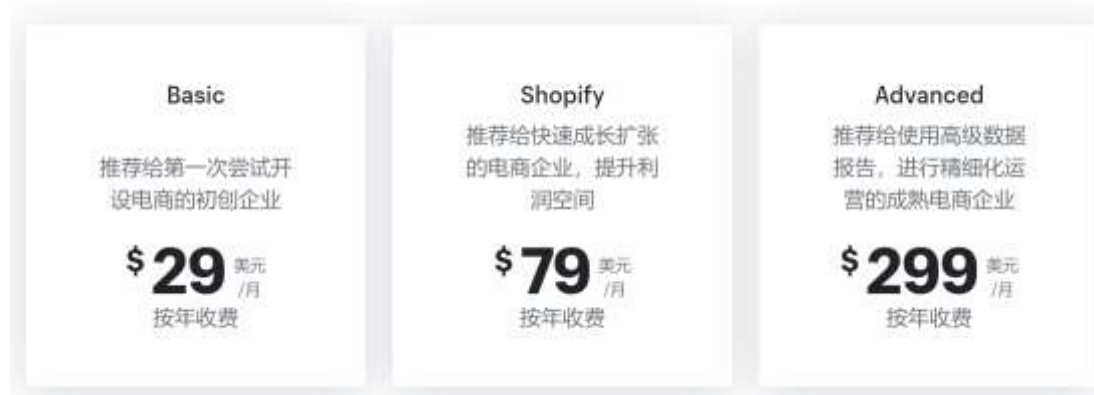 Basic
推荐给第一次尝试开
设电商的初创企业
$29 美元
/月
按年收费
Shopify
推荐给快速成长扩张
的电商企业，提升利
润空间
$79 美元
/月
按年收费
Advanced
推荐给使用高级数据
报告，进行精细化运
营的成熟电商企业
$299 美元
/月
按年收费